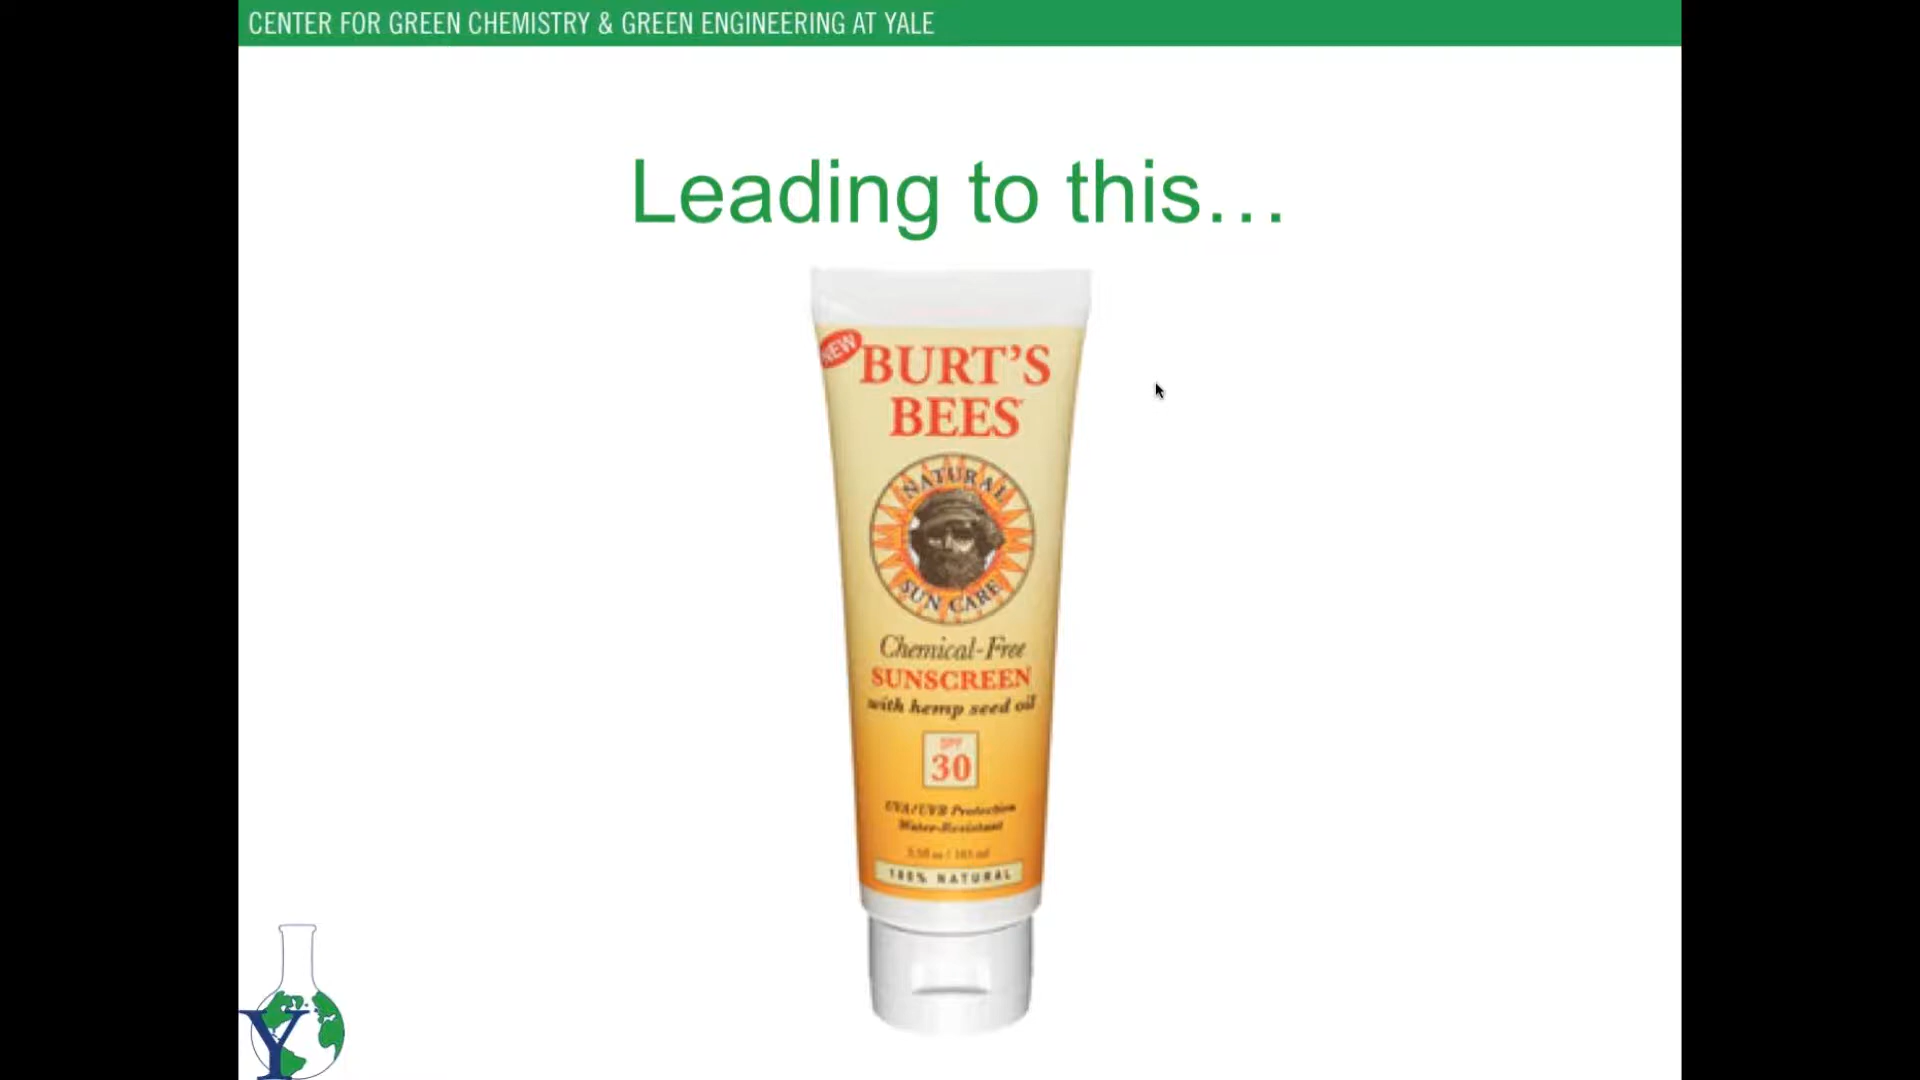 CENTER FOR GREEN CHEMISTRY & GREEN ENGINEERING AT YALE
Leading to this...
NEW
BURT'S
BEES
NATURAL
SUN CARE
Chemical-Free
SUNSCREEN
with hemp seed oil
SPF
30
UVA/UVB Protection
Water-Resistant
100% NATURAL
Y